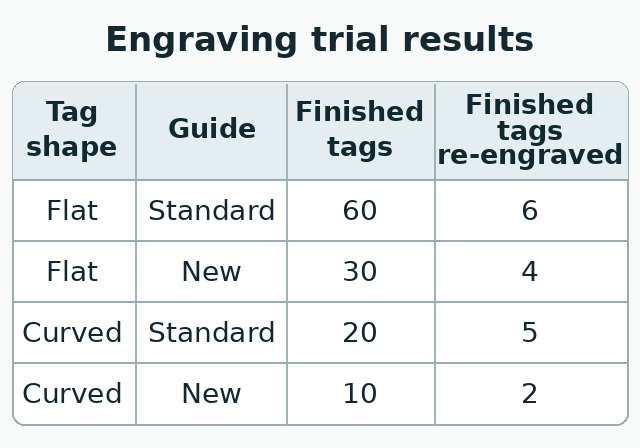 Engraving trial results
Tag shape Guide Finished tags Finished tags re-engraved
Flat Standard 60 6
Flat New 30 4
Curved Standard 20 5
Curved New 10 2